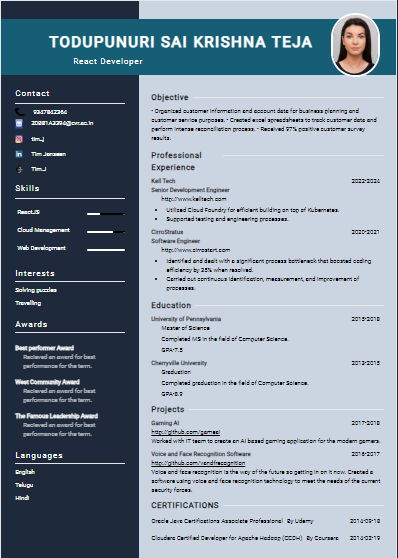 TODUPUNURI SAI KRISHNA TEJA
React Developer
Contact
9347842364
20881A3394@cvr.ac.in
tim.j
Tim Janseen
Tim.J
Skills
ReactJS
Cloud Management
Web Development
Interests
Solving puzzles
Travelling
Awards
Best performer Award
Recieved an award for best
performance for the term.
West Community Award
Recieved an award for best
performance for the term.
The Famous Leadership Award
Recieved an award for best
performance for the term.
Languages
English
Telugu
Hindi
Objective
· Organized customer information and account data for business planning and
customer service purposes. · Created excel spreadsheets to track customer data and
perform intense reconciliation process. · Received 97% positive customer survey
results.
Professional
Experience
Kell Tech 2022-2024
Senior Development Engineer
http://www.kelltech.com
• Utilised Cloud Foundry for efficient building on top of Kubernetes.
• Supported testing and engineering processes.
CirroStratus 2020-2021
Software Engineer
http://www.cirrostart.com
• Identified and dealt with a significant process bottleneck that boosted coding
efficiency by 35% when resolved.
• Carried out continuous identification, measurement, and improvement of
processes.
Education
University of Pennsylvania 2015-2018
Master of Science
Completed MS in the field of Computer Science.
GPA-7.5
Cherryville University 2013-2015
Graduation
Completed graduation in the field of Computer Science.
GPA-8.9
Projects
Gaming AI 2017-2018
http://github.com/games/
Worked with IT team to create an AI based gaming application for the modern gamers.
Voice and Face Recognition Software 2016-2017
http://github.com/vandfrecognition
Voice and face recognition is the way of the future so getting in on it now. Created a
software using voice and face recognition technology to meet the needs of the current
security forces.
CERTIFICATIONS
Oracle Java Certifications Associate Professional By Udemy 2014-09-18
Cloudera Certified Developer for Apache Hadoop (CCDH) By Coursera 2014-02-19